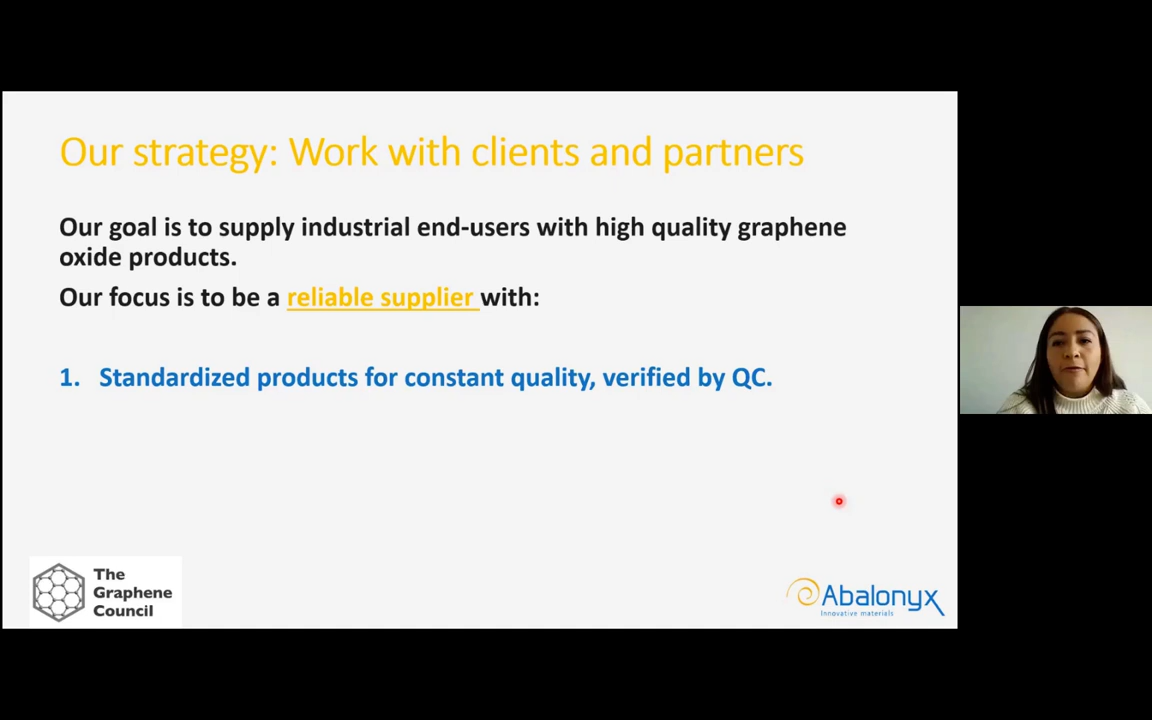 Our strategy: Work with clients and partners
Our goal is to supply industrial end-users with high quality graphene
oxide products.
Our focus is to be a reliable supplier with:
1. Standardized products for constant quality, verified by QC.
The
Graphene
Council
Abalonyx
Innovative materials